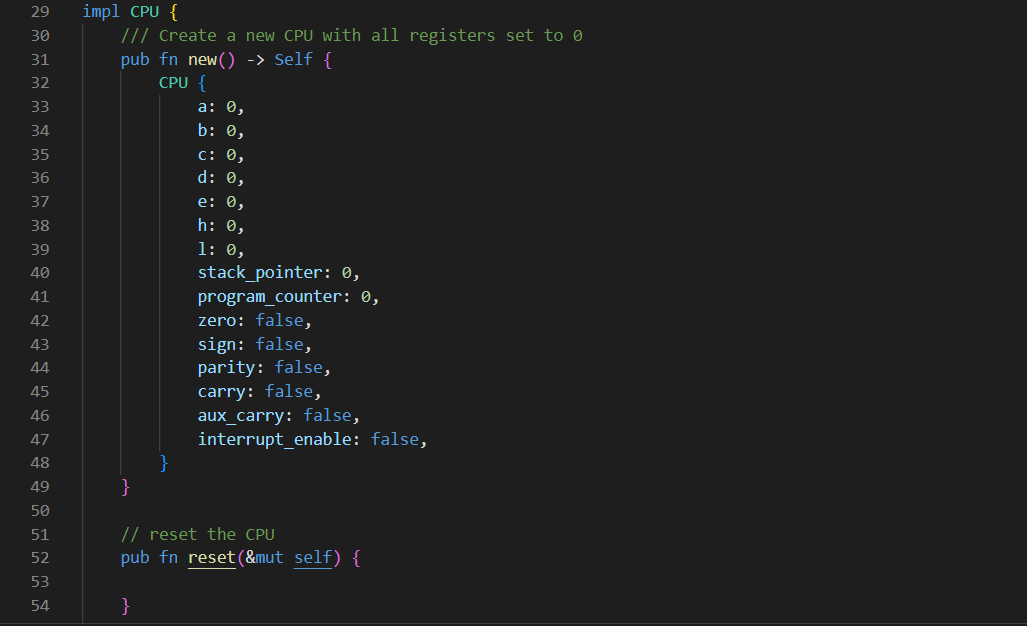 29 impl CPU {
30     /// Create a new CPU with all registers set to 0
31     pub fn new() -> Self {
32         CPU {
33             a: 0,
34             b: 0,
35             c: 0,
36             d: 0,
37             e: 0,
38             h: 0,
39             l: 0,
40             stack_pointer: 0,
41             program_counter: 0,
42             zero: false,
43             sign: false,
44             parity: false,
45             carry: false,
46             aux_carry: false,
47             interrupt_enable: false,
48         }
49     }
50
51     // reset the CPU
52     pub fn reset(&mut self) {
53
54     }